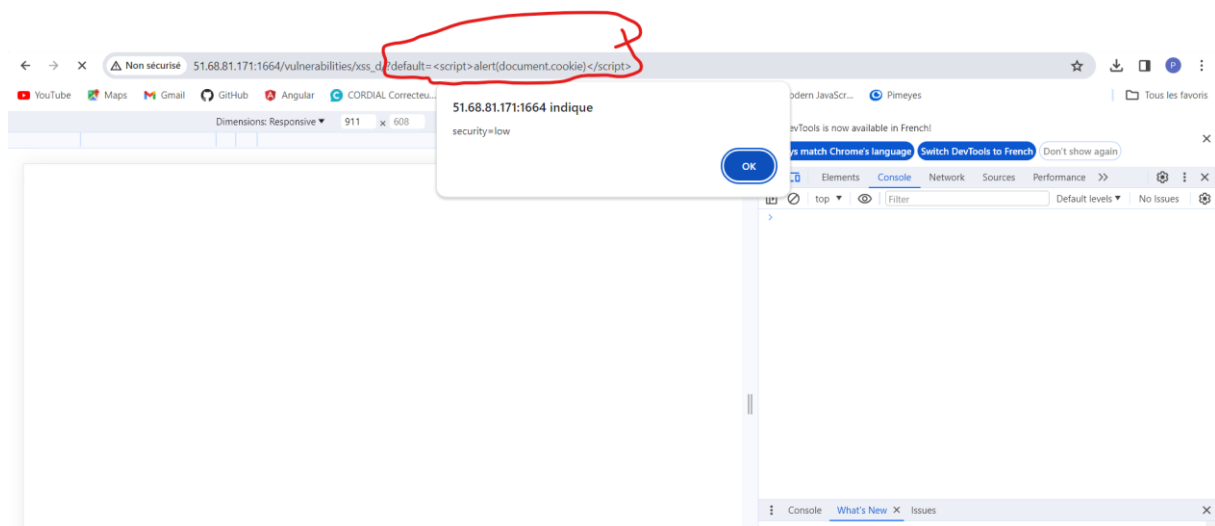 Non sécurisé 51.68.81.171:1664/vulnerabilities/xss_d/?default=<script>alert(document.cookie)</script>
YouTube Maps Gmail GitHub Angular CORDIAL Correcteu... odern JavaScr... Pimeyes Tous les favoris
51.68.81.171:1664 indique
security=low
OK
Dimensions: Responsive ▼ 911 x 608
evTools is now available in French!
ys match Chrome's language Switch DevTools to French Don't show again
Elements Console Network Sources Performance
top ▼ Filter Default levels ▼ No Issues
Console What's New Issues